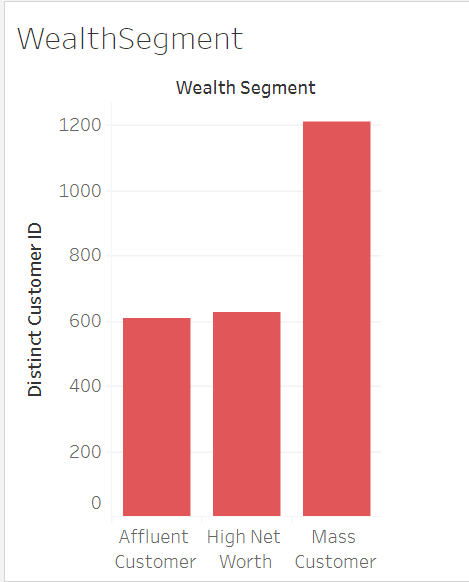 WealthSegment
Wealth Segment
Distinct Customer ID
1200
1000
800
600
400
200
0
Affluent Customer
High Net Worth
Mass Customer